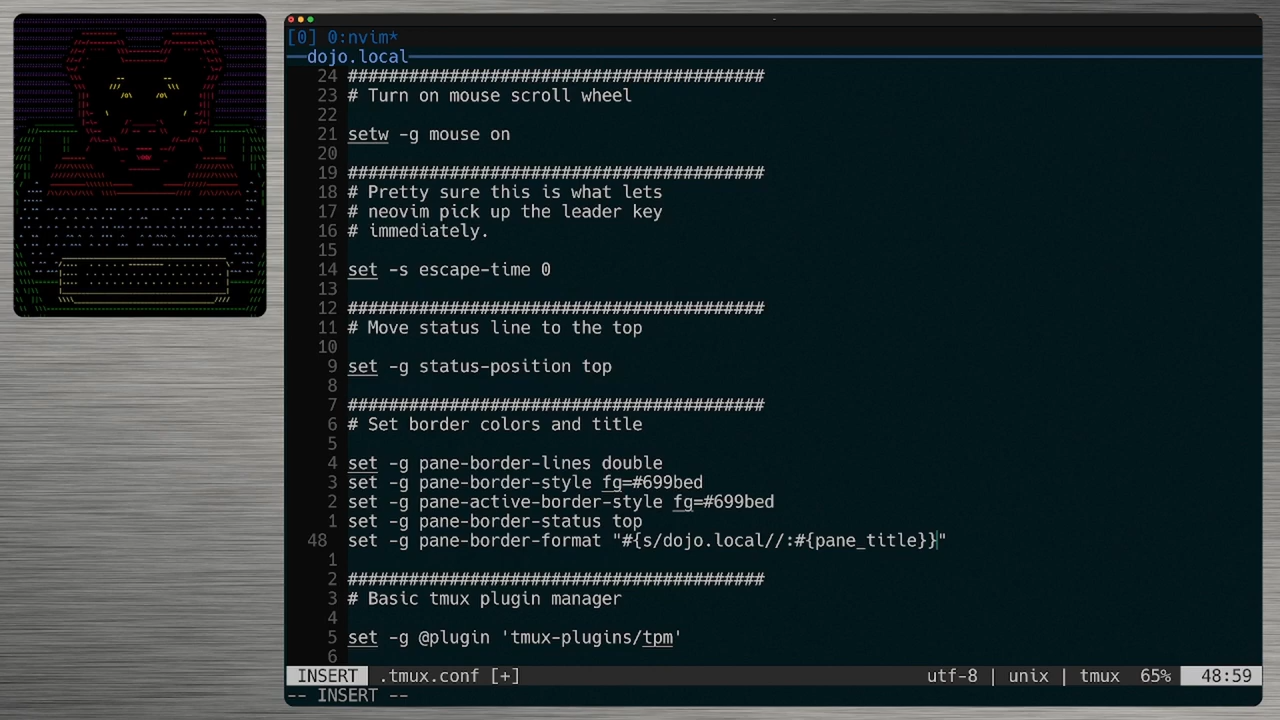 [0] 0:nvim*
dojo.local
24 ##########################################
23 # Turn on mouse scroll wheel
22
21 setw -g mouse on
20
19 ##########################################
18 # Pretty sure this is what lets
17 # neovim pick up the leader key
16 # immediately.
15
14 set -s escape-time 0
13
12 ##########################################
11 # Move status line to the top
10
9 set -g status-position top
8
7 ##########################################
6 # Set border colors and title
5
4 set -g pane-border-lines double
3 set -g pane-border-style fg=#699bed
2 set -g pane-active-border-style fg=#699bed
1 set -g pane-border-status top
48 set -g pane-border-format "#{s/dojo.local//:#{pane_title}}"
1
2 ##########################################
3 # Basic tmux plugin manager
4
5 set -g @plugin 'tmux-plugins/tpm'
6
INSERT .tmux.conf [+] utf-8 | unix | tmux 65% 48:59
-- INSERT --